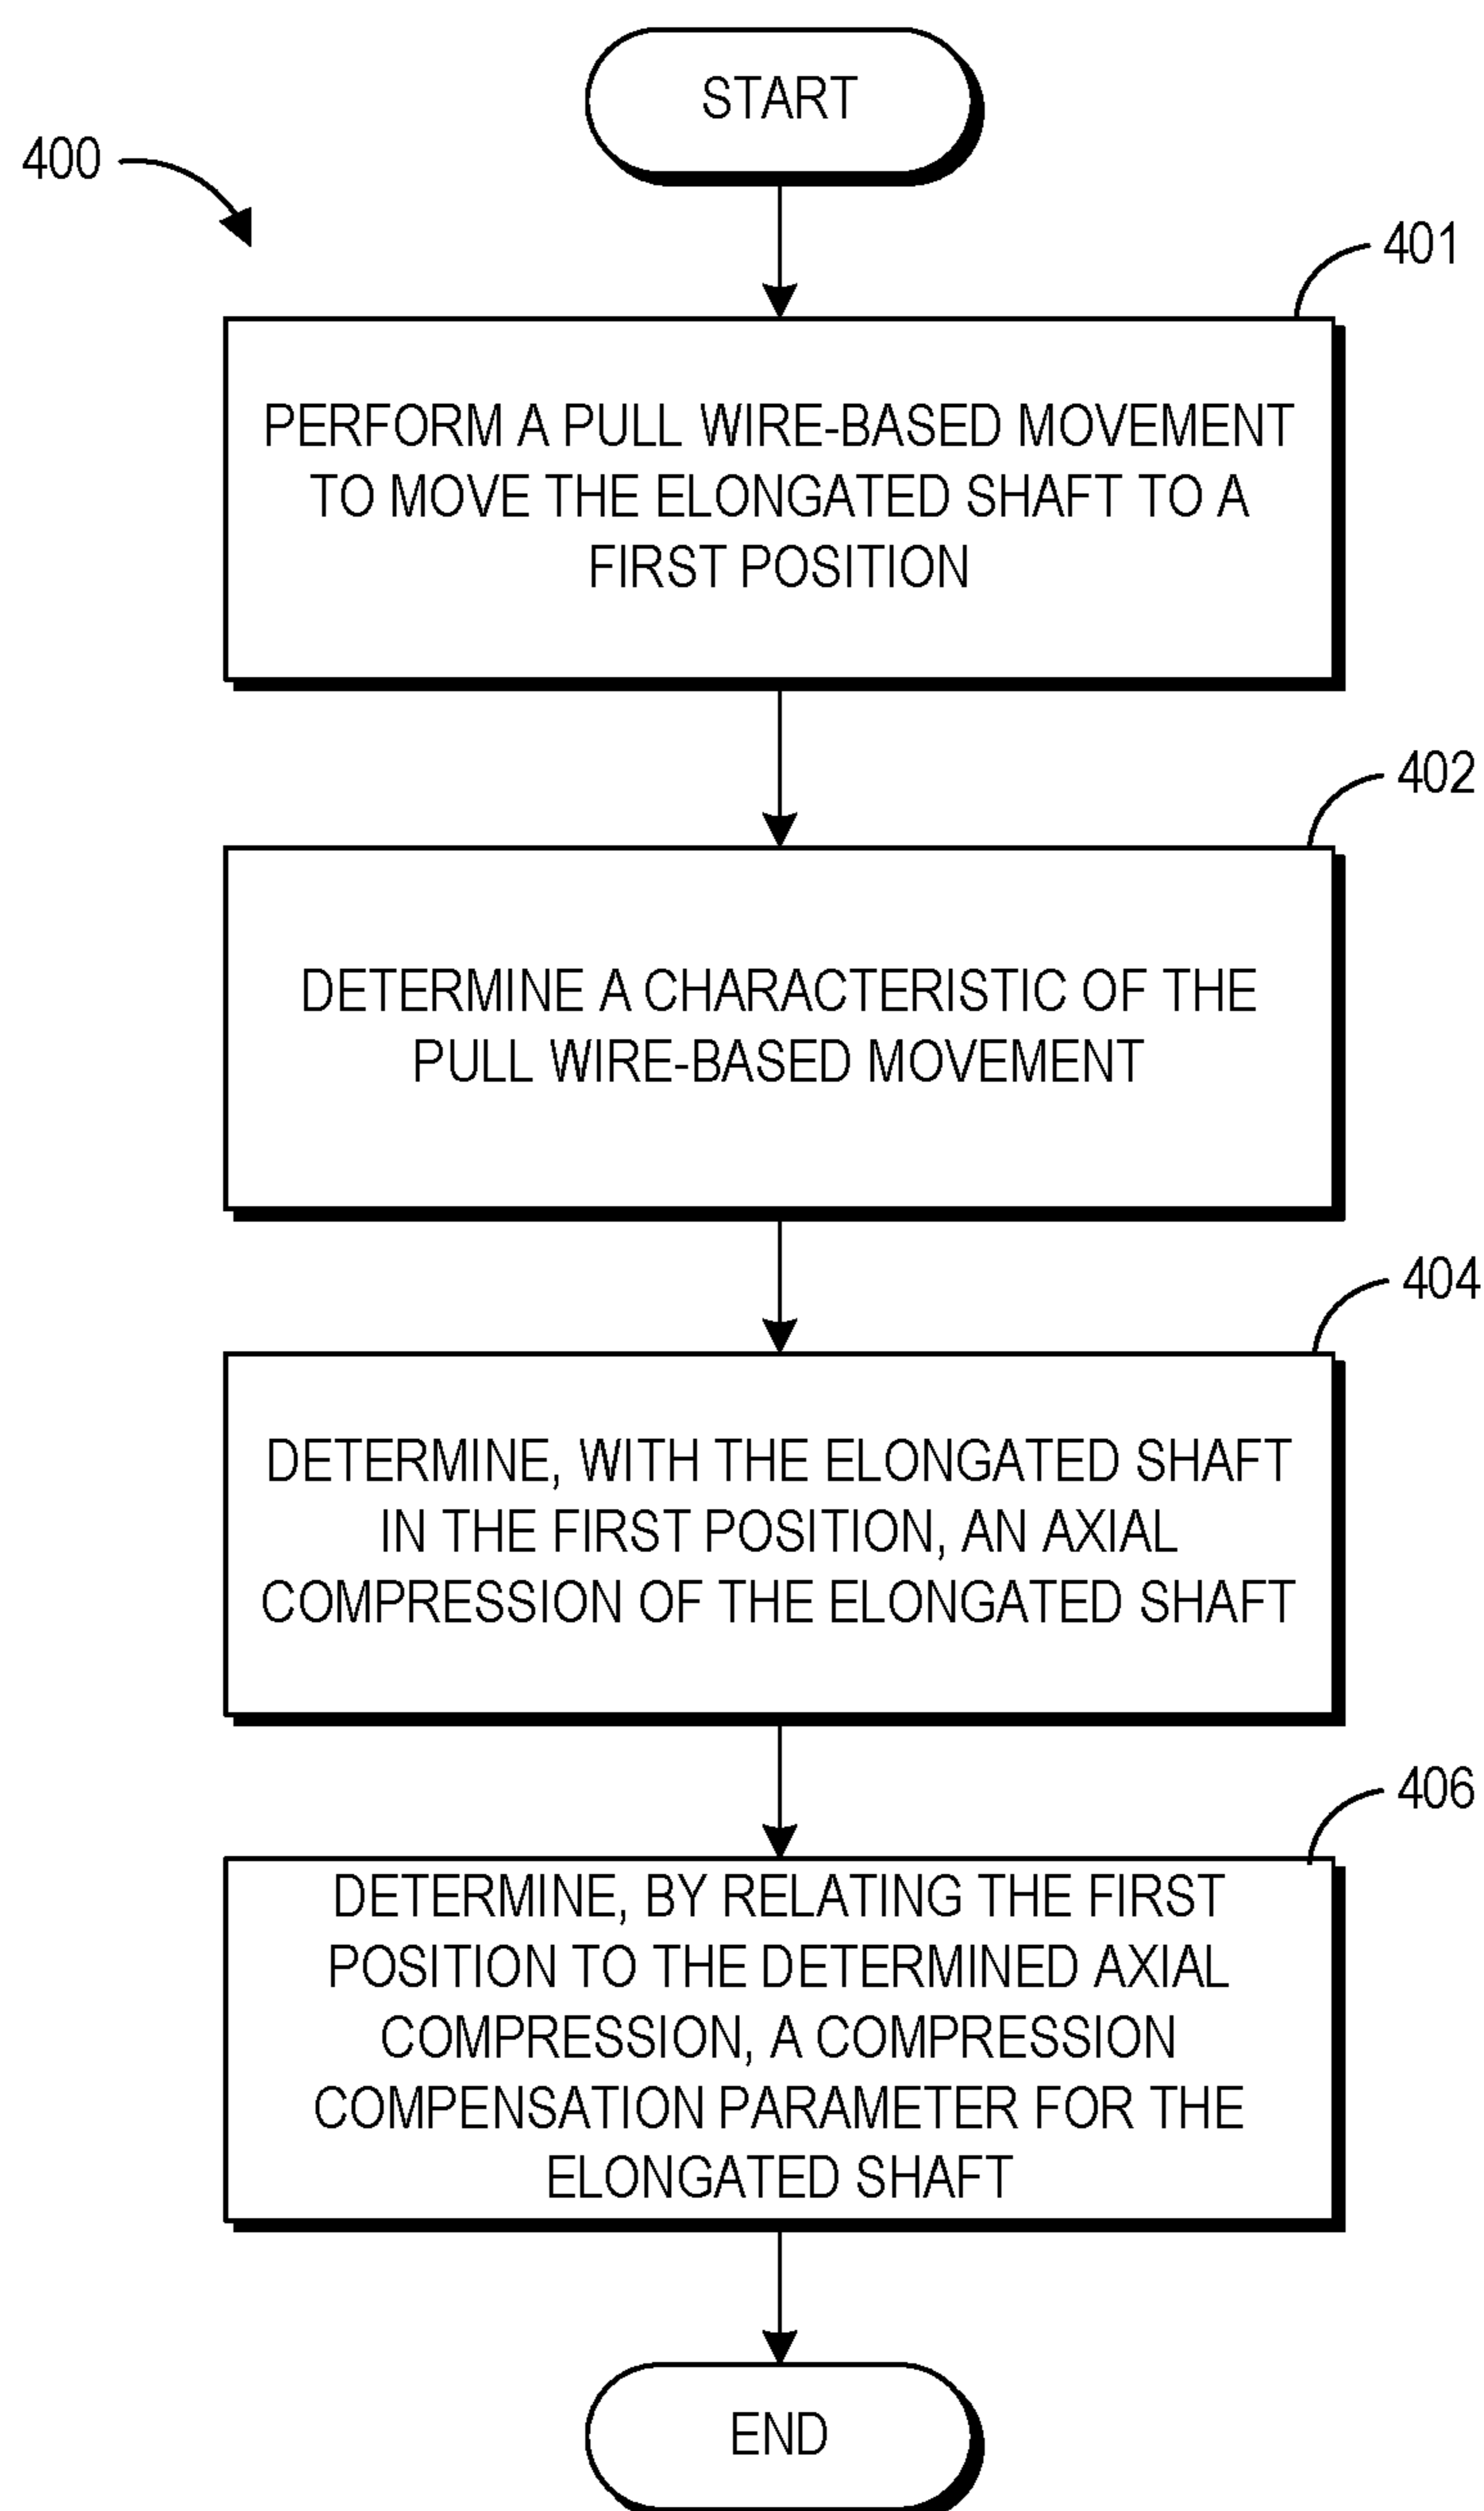 START
400
401
PERFORM A PULL WIRE-BASED MOVEMENT
TO MOVE THE ELONGATED SHAFT TO A
FIRST POSITION
402
DETERMINE A CHARACTERISTIC OF THE
PULL WIRE-BASED MOVEMENT
404
DETERMINE, WITH THE ELONGATED SHAFT
IN THE FIRST POSITION, AN AXIAL
COMPRESSION OF THE ELONGATED SHAFT
406
DETERMINE, BY RELATING THE FIRST
POSITION TO THE DETERMINED AXIAL
COMPRESSION, A COMPRESSION
COMPENSATION PARAMETER FOR THE
ELONGATED SHAFT
END